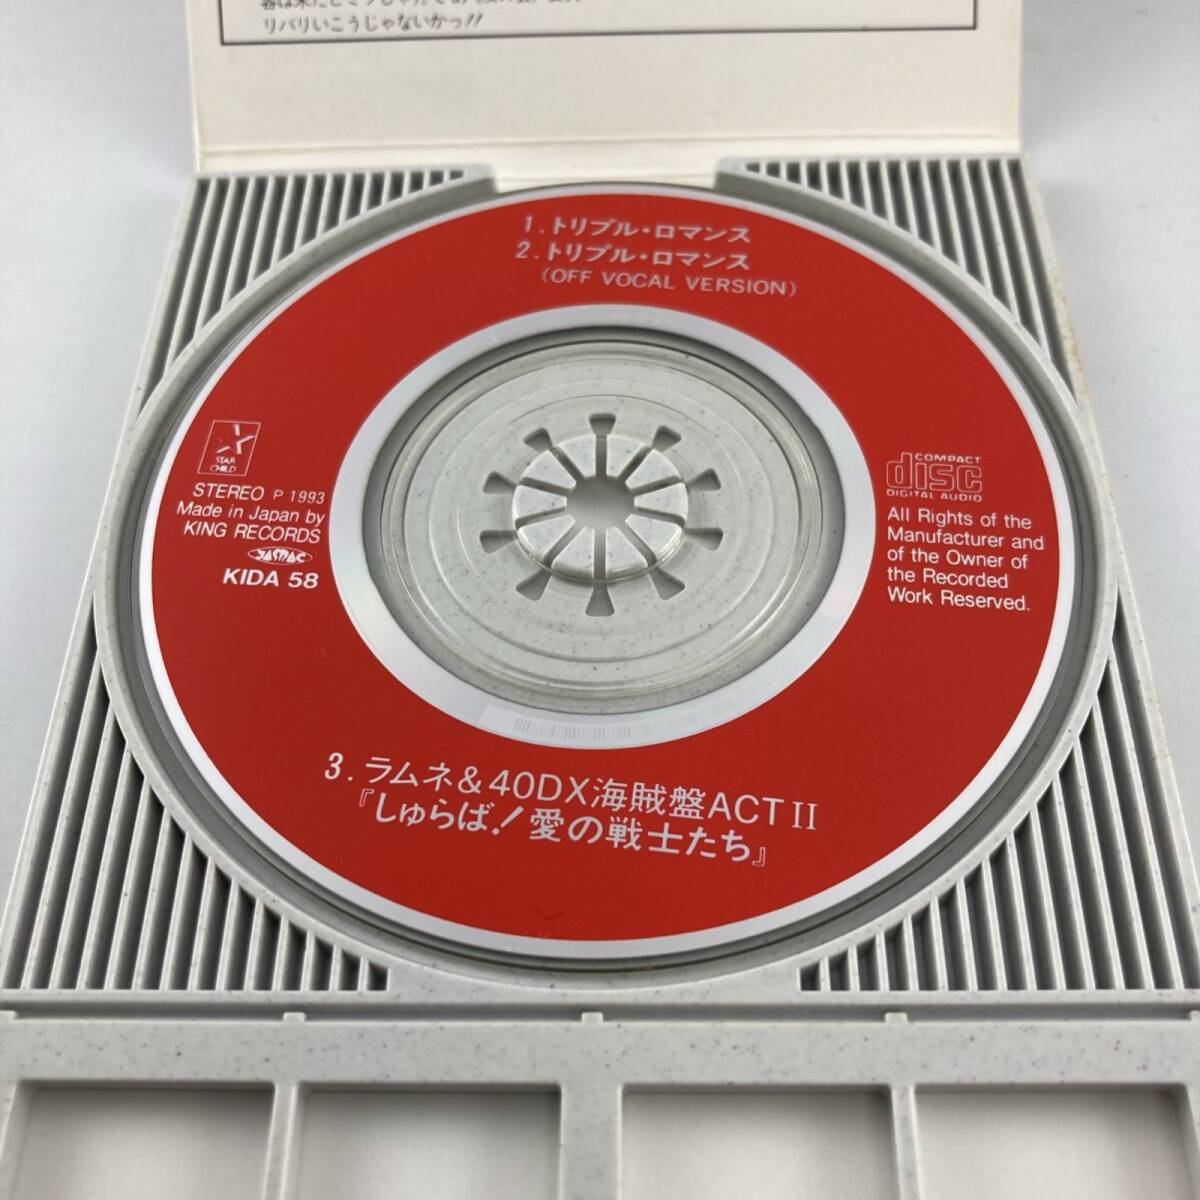 リバリいこうじゃないかっ!!
1.トリプル・ロマンス
2.トリプル・ロマンス
(OFF VOCAL VERSION)
STAR
CHILD
STEREO P 1993
Made in Japan by
KING RECORDS
JASRAC
KIDA 58
COMPACT
disc
DIGITAL AUDIO
All Rights of the
Manufacturer and
of the Owner of
the Recorded
Work Reserved.
3.ラムネ&40DX海賊盤ACT II
『しゅらば!愛の戦士たち』